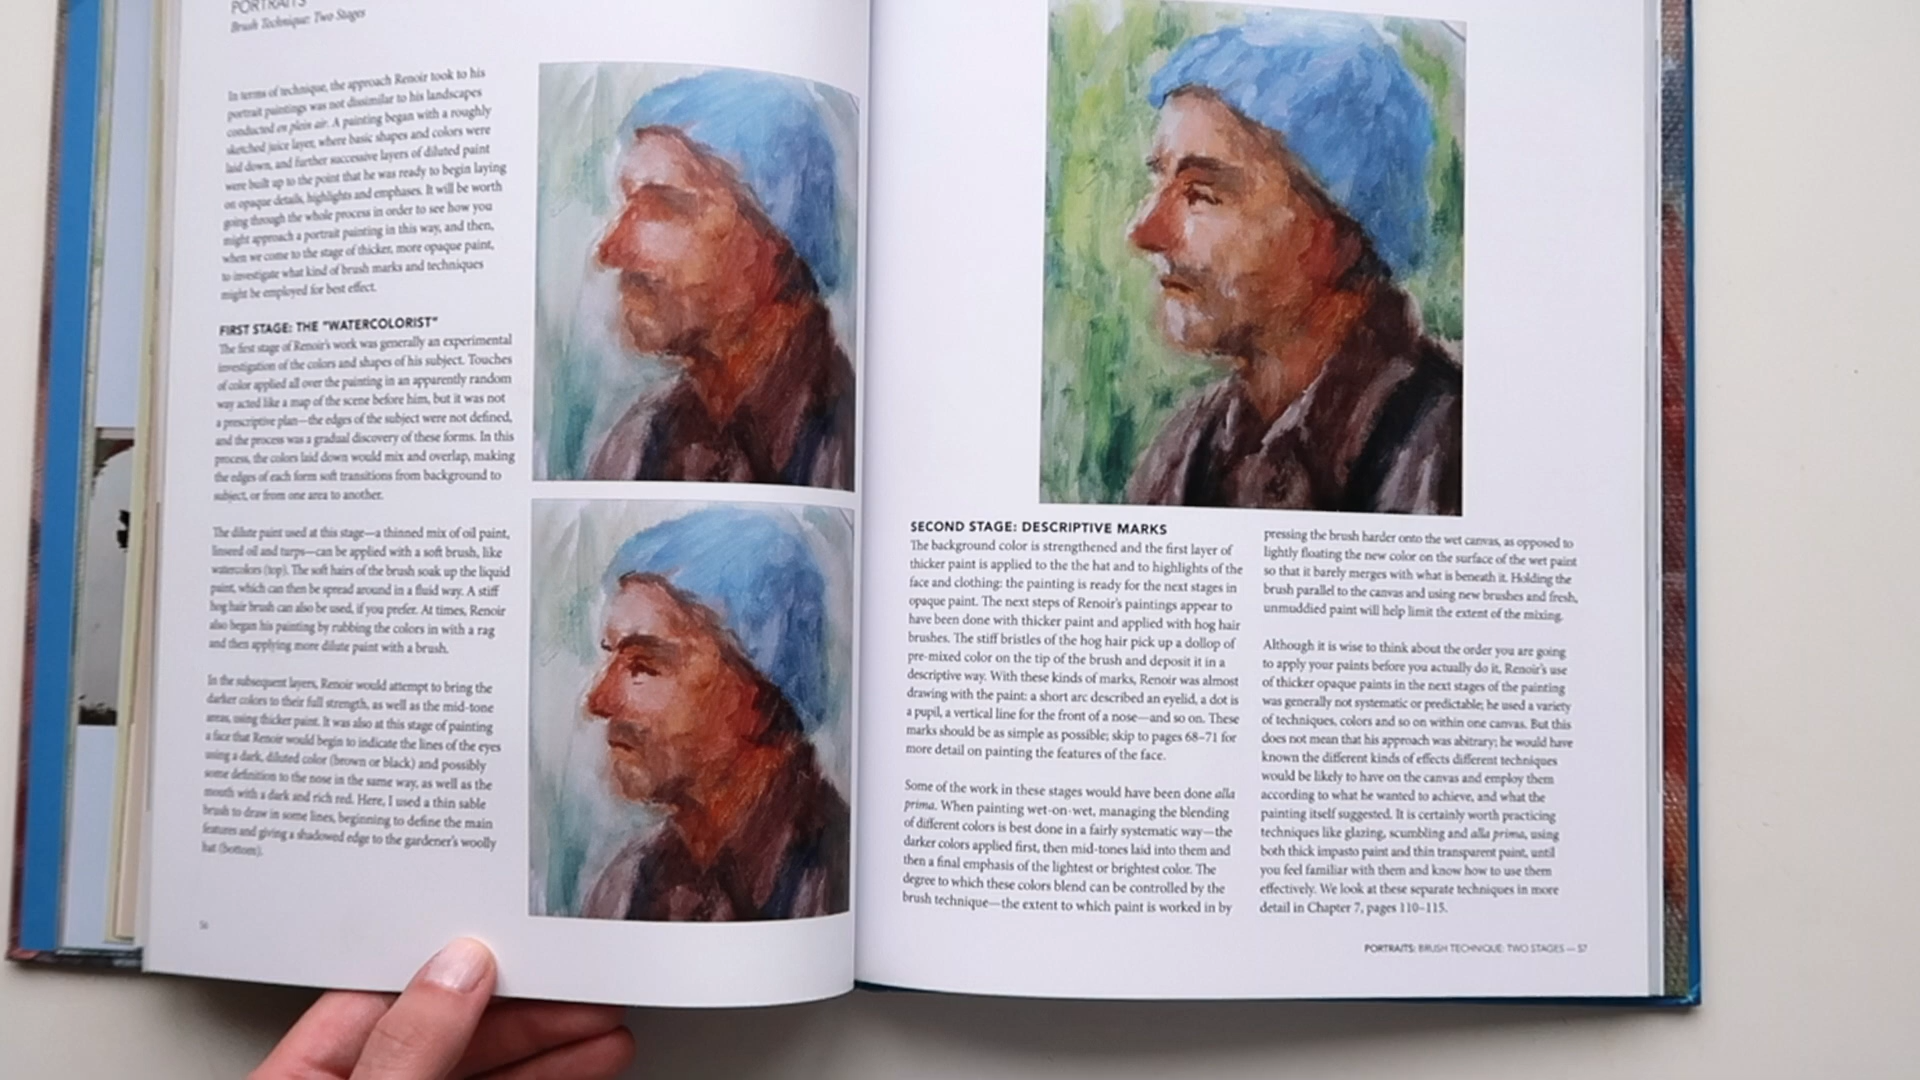 PORTRAITS
Brush Technique: Two Stages
In terms of technique, the approach Renoir took to his
portrait paintings was not dissimilar to his landscapes
conducted en plein air. A painting began with a roughly
sketched juice layer, where basic shapes and colors were
laid down, and further successive layers of diluted paint
were built up to the point that he was ready to begin laying
on opaque details, highlights and emphases. It will be worth
going through the whole process in order to see how you
might approach a portrait painting in this way, and then,
when we come to the stage of thicker, more opaque paint,
to investigate what kind of brush marks and techniques
might be employed for best effect.
FIRST STAGE: THE "WATERCOLORIST"
The first stage of Renoir's work was generally an experimental
investigation of the colors and shapes of his subject. Touches
of color applied all over the painting in an apparently random
way acted like a map of the scene before him, but it was not
a prescriptive plan—the edges of the subject were not defined,
and the process was a gradual discovery of these forms. In this
process, the colors laid down would mix and overlap, making
the edges of each form soft transitions from background to
subject, or from one area to another.
The dilute paint used at this stage—a thinned mix of oil paint,
linseed oil and turps—can be applied with a soft brush, like
watercolors (top). The soft hairs of the brush soak up the liquid
paint, which can then be spread around in a fluid way. A stiff
hog hair brush can also be used, if you prefer. At times, Renoir
also began his painting by rubbing the colors in with a rag
and then applying more dilute paint with a brush.
In the subsequent layers, Renoir would attempt to bring the
darker colors to their full strength, as well as the mid-tone
areas, using thicker paint. It was also at this stage of painting
a face that Renoir would begin to indicate the lines of the eyes
using a dark, diluted color (brown or black) and possibly
some definition to the nose in the same way, as well as the
mouth with a dark and rich red. Here, I used a thin sable
brush to draw in some lines, beginning to define the main
features and giving a shadowed edge to the gardener's woolly
hat (bottom).
56
SECOND STAGE: DESCRIPTIVE MARKS
The background color is strengthened and the first layer of
thicker paint is applied to the the hat and to highlights of the
face and clothing: the painting is ready for the next stages in
opaque paint. The next steps of Renoir's paintings appear to
have been done with thicker paint and applied with hog hair
brushes. The stiff bristles of the hog hair pick up a dollop of
pre-mixed color on the tip of the brush and deposit it in a
descriptive way. With these kinds of marks, Renoir was almost
drawing with the paint: a short arc described an eyelid, a dot is
a pupil, a vertical line for the front of a nose—and so on. These
marks should be as simple as possible; skip to pages 68–71 for
more detail on painting the features of the face.
Some of the work in these stages would have been done alla
prima. When painting wet-on-wet, managing the blending
of different colors is best done in a fairly systematic way—the
darker colors applied first, then mid-tones laid into them and
then a final emphasis of the lightest or brightest color. The
degree to which these colors blend can be controlled by the
brush technique—the extent to which paint is worked in by
pressing the brush harder onto the wet canvas, as opposed to
lightly floating the new color on the surface of the wet paint
so that it barely merges with what is beneath it. Holding the
brush parallel to the canvas and using new brushes and fresh,
unmuddied paint will help limit the extent of the mixing.
Although it is wise to think about the order you are going
to apply your paints before you actually do it, Renoir's use
of thicker opaque paints in the next stages of the painting
was generally not systematic or predictable; he used a variety
of techniques, colors and so on within one canvas. But this
does not mean that his approach was abitrary; he would have
known the different kinds of effects different techniques
would be likely to have on the canvas and employ them
according to what he wanted to achieve, and what the
painting itself suggested. It is certainly worth practicing
techniques like glazing, scumbling and alla prima, using
both thick impasto paint and thin transparent paint, until
you feel familiar with them and know how to use them
effectively. We look at these separate techniques in more
detail in Chapter 7, pages 110–115.
PORTRAITS: BRUSH TECHNIQUE: TWO STAGES — 57